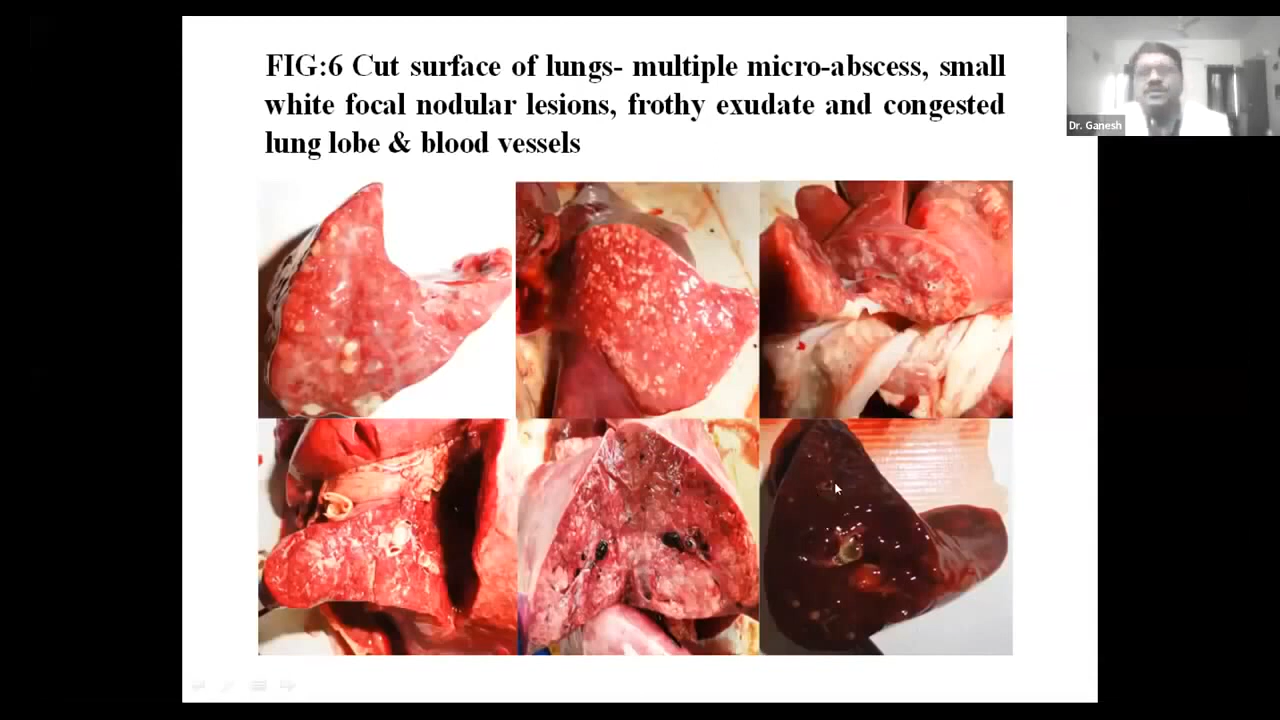 FIG:6 Cut surface of lungs- multiple micro-abscess, small
white focal nodular lesions, frothy exudate and congested
lung lobe & blood vessels
Dr. Ganesh